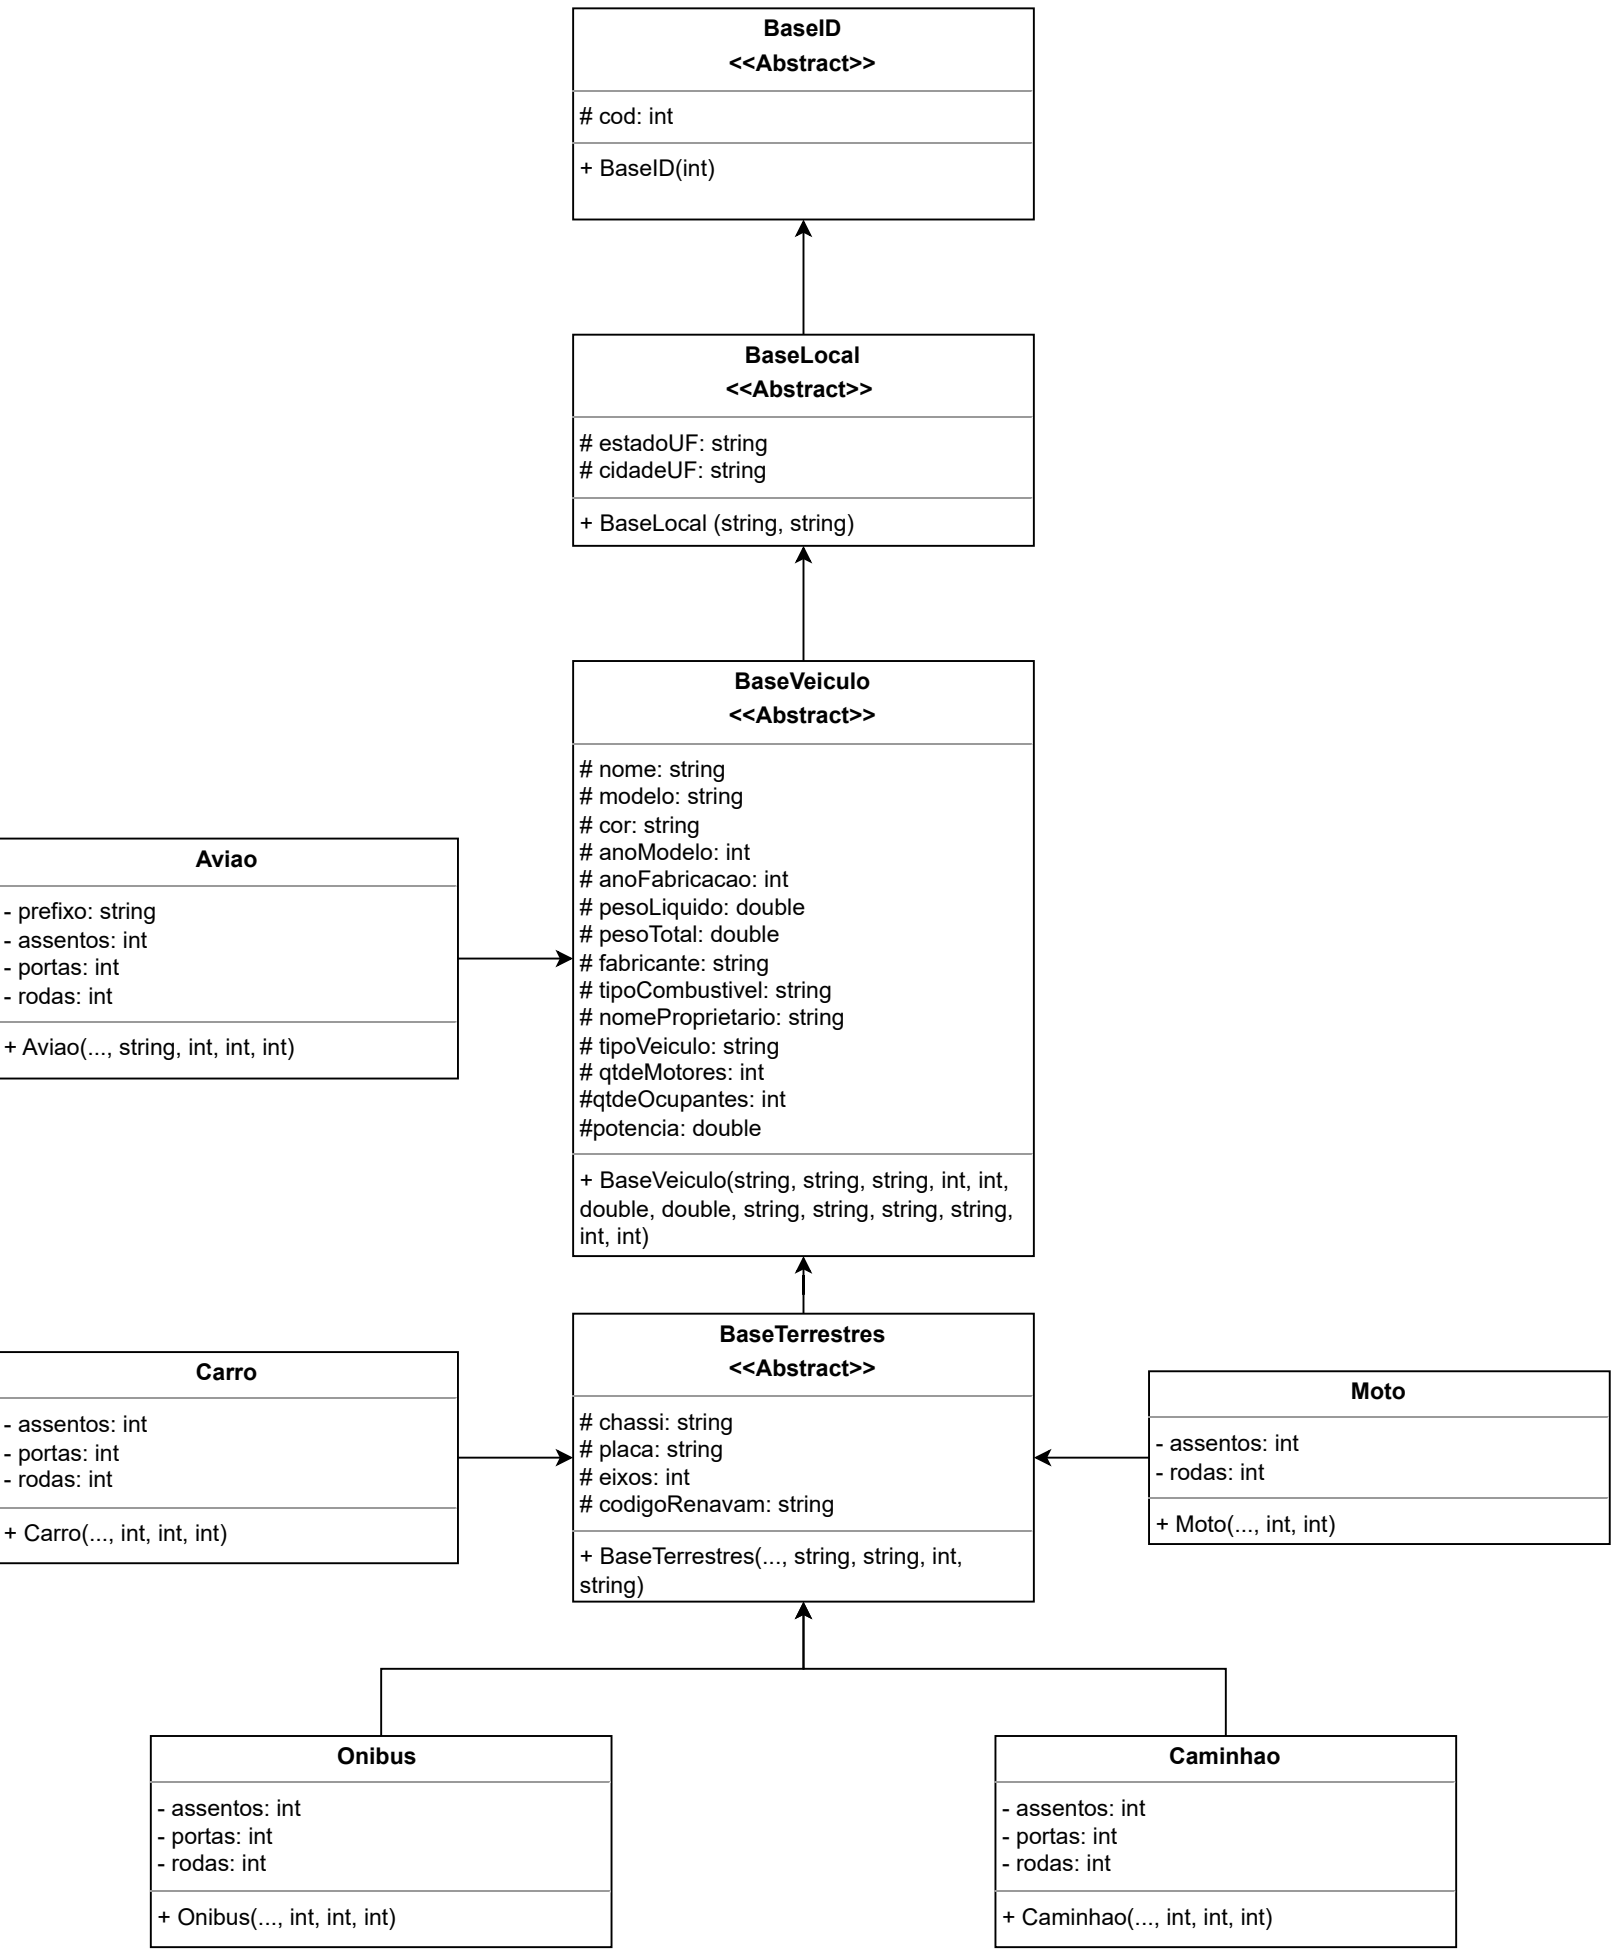 BaseID
<<Abstract>>
# cod: int
+ BaseID(int)
BaseLocal
<<Abstract>>
# estadoUF: string
# cidadeUF: string
+ BaseLocal (string, string)
BaseVeiculo
<<Abstract>>
# nome: string
# modelo: string
# cor: string
# anoModelo: int
# anoFabricacao: int
# pesoLiquido: double
# pesoTotal: double
# fabricante: string
# tipoCombustivel: string
# nomeProprietario: string
# tipoVeiculo: string
# qtdeMotores: int
#qtdeOcupantes: int
#potencia: double
+ BaseVeiculo(string, string, string, int, int,
double, double, string, string, string, string,
int, int)
Aviao
- prefixo: string
- assentos: int
- portas: int
- rodas: int
+ Aviao(..., string, int, int, int)
BaseTerrestres
<<Abstract>>
# chassi: string
# placa: string
# eixos: int
# codigoRenavam: string
+ BaseTerrestres(..., string, string, int,
string)
Carro
- assentos: int
- portas: int
- rodas: int
+ Carro(..., int, int, int)
Moto
- assentos: int
- rodas: int
+ Moto(..., int, int)
Onibus
- assentos: int
- portas: int
- rodas: int
+ Onibus(..., int, int, int)
Caminhao
- assentos: int
- portas: int
- rodas: int
+ Caminhao(..., int, int, int)